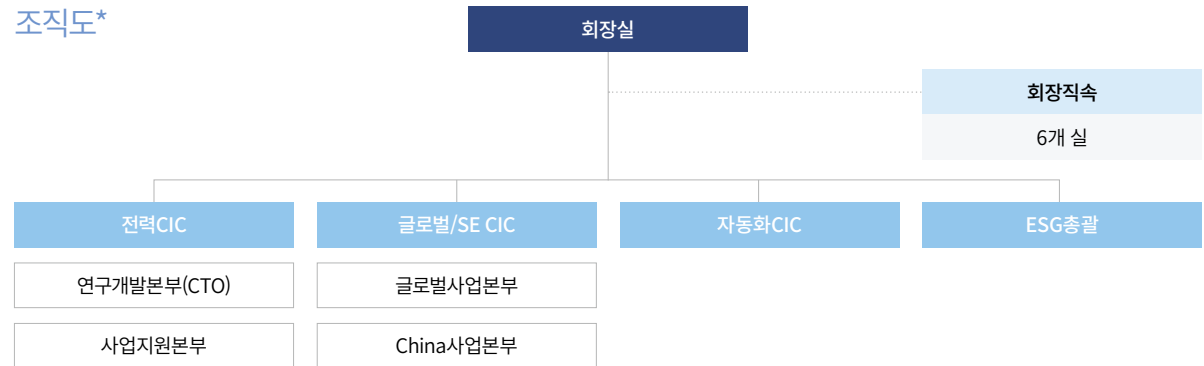 조직도*
회장실
회장직속
6개 실
전력CIC
글로벌/SE CIC
자동화CIC
ESG총괄
연구개발본부(CTO)
글로벌사업본부
사업지원본부
China사업본부